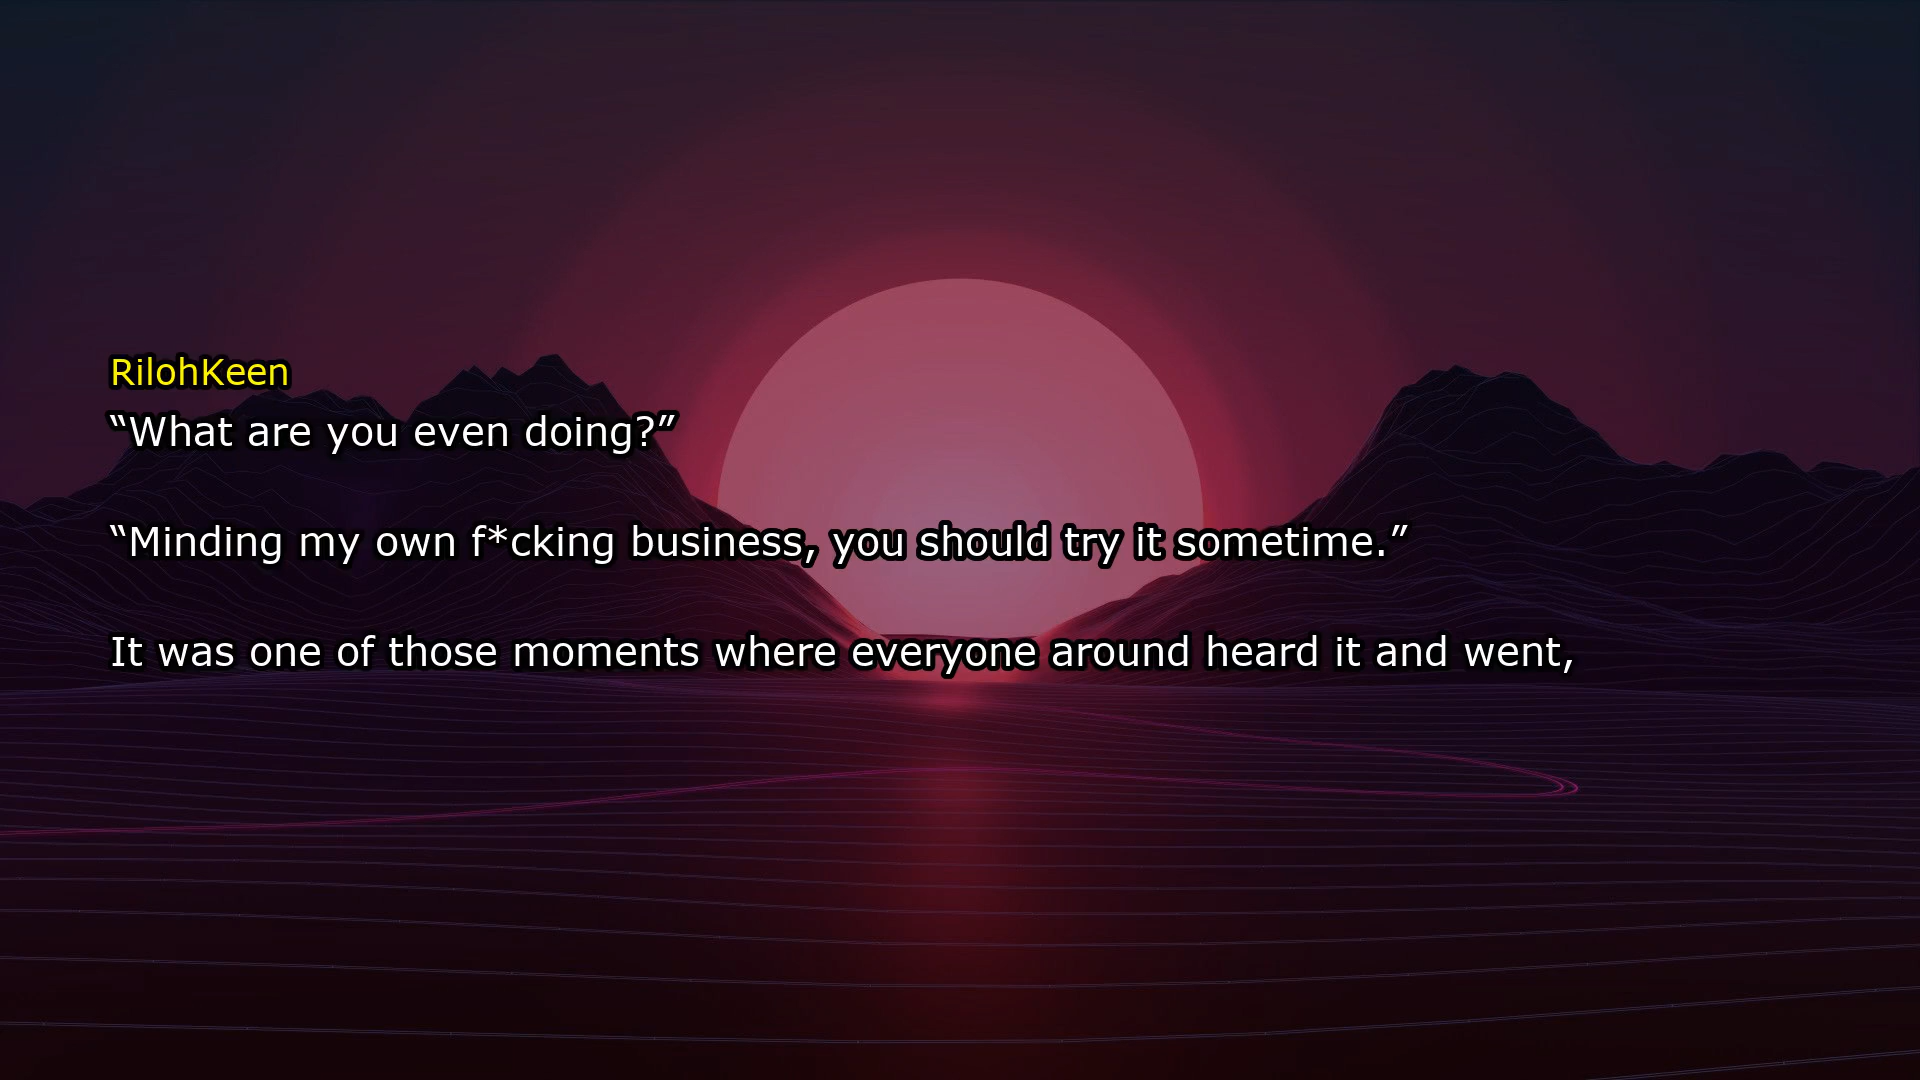 RilohKeen
“What are you even doing?”
“Minding my own f*cking business, you should try it sometime.”
It was one of those moments where everyone around heard it and went,